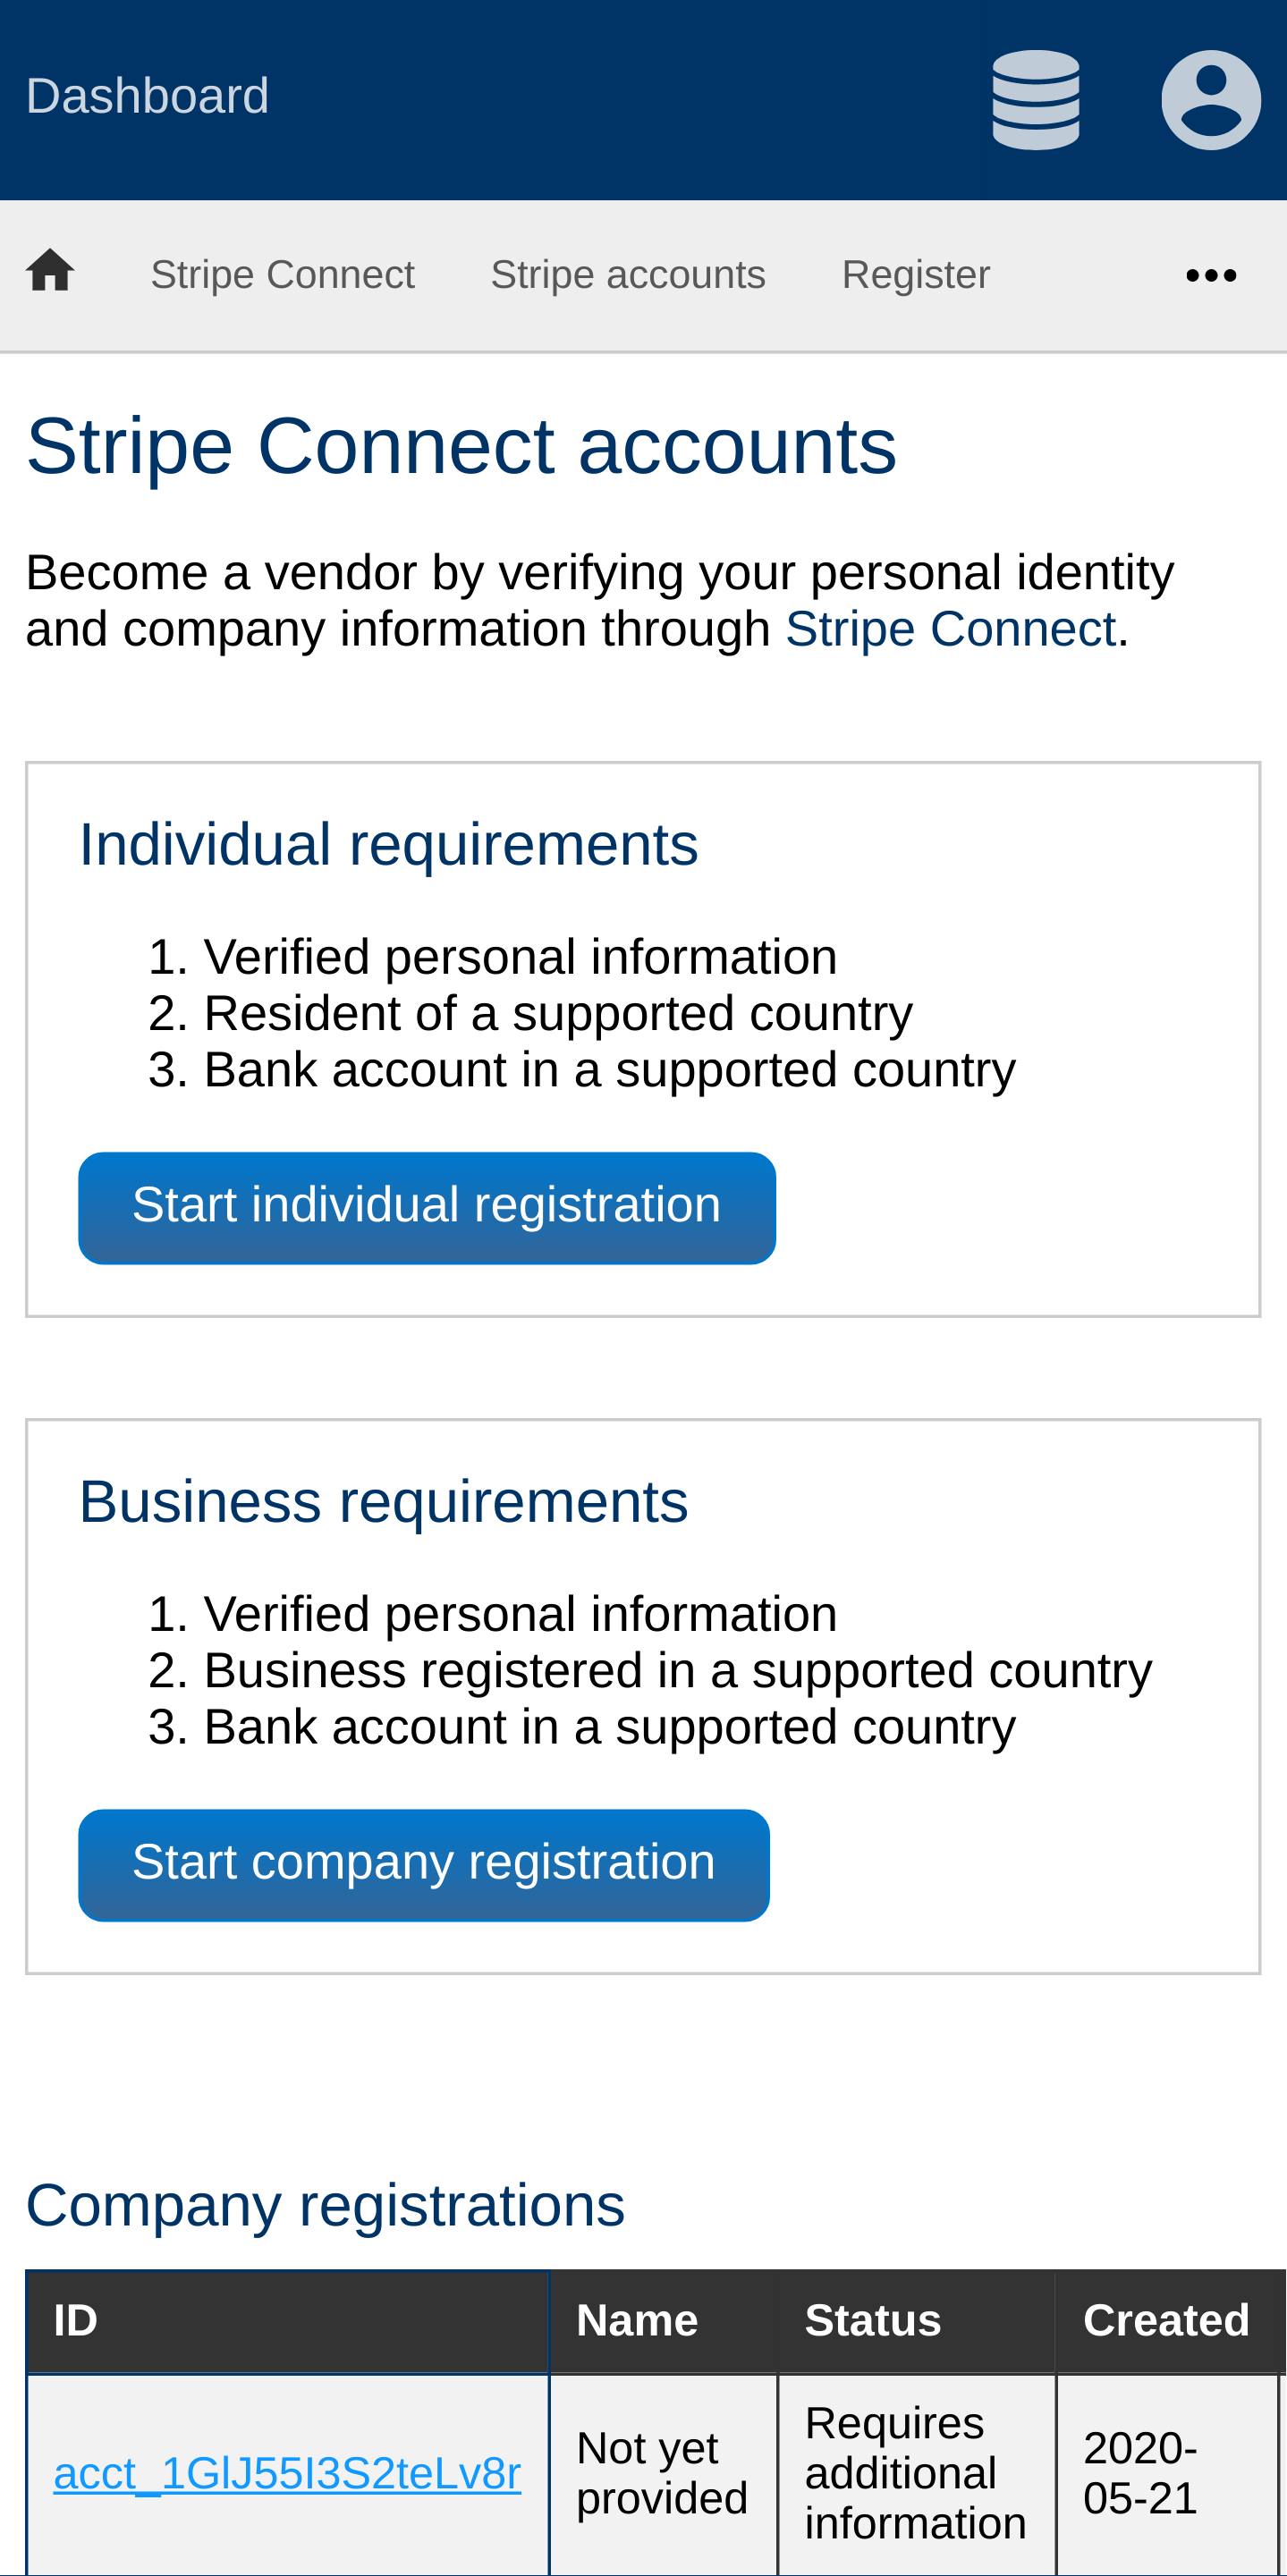 Dashboard
Stripe Connect Stripe accounts Register
Stripe Connect accounts
Become a vendor by verifying your personal identity
and company information through Stripe Connect.
Individual requirements
1. Verified personal information
2. Resident of a supported country
3. Bank account in a supported country
Start individual registration
Business requirements
1. Verified personal information
2. Business registered in a supported country
3. Bank account in a supported country
Start company registration
Company registrations
ID Name Status Created
acct_1GlJ55I3S2teLv8r
Not yet
provided
Requires
additional
information
2020-
05-21